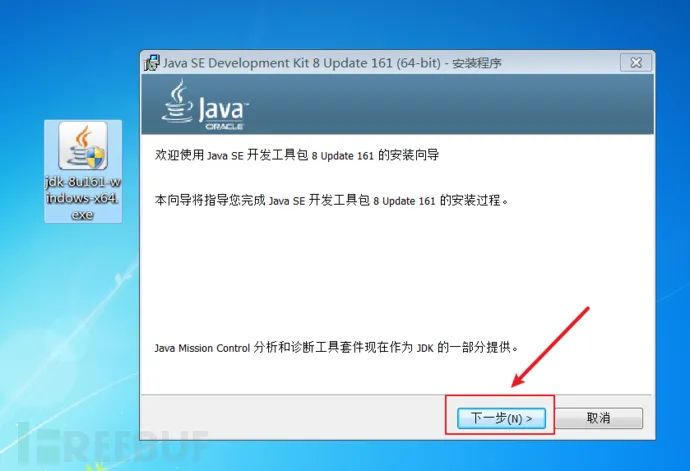 Java SE Development Kit 8 Update 161 (64-bit) - 安装程序
Java
ORACLE
jdk-8u161-w
indows-x64.
exe
欢迎使用 Java SE 开发工具包 8 Update 161 的安装向导
本向导将指导您完成 Java SE 开发工具包 8 Update 161 的安装过程。
Java Mission Control 分析和诊断工具套件现在作为 JDK 的一部分提供。
下一步(N) >
取消
FREEBUF